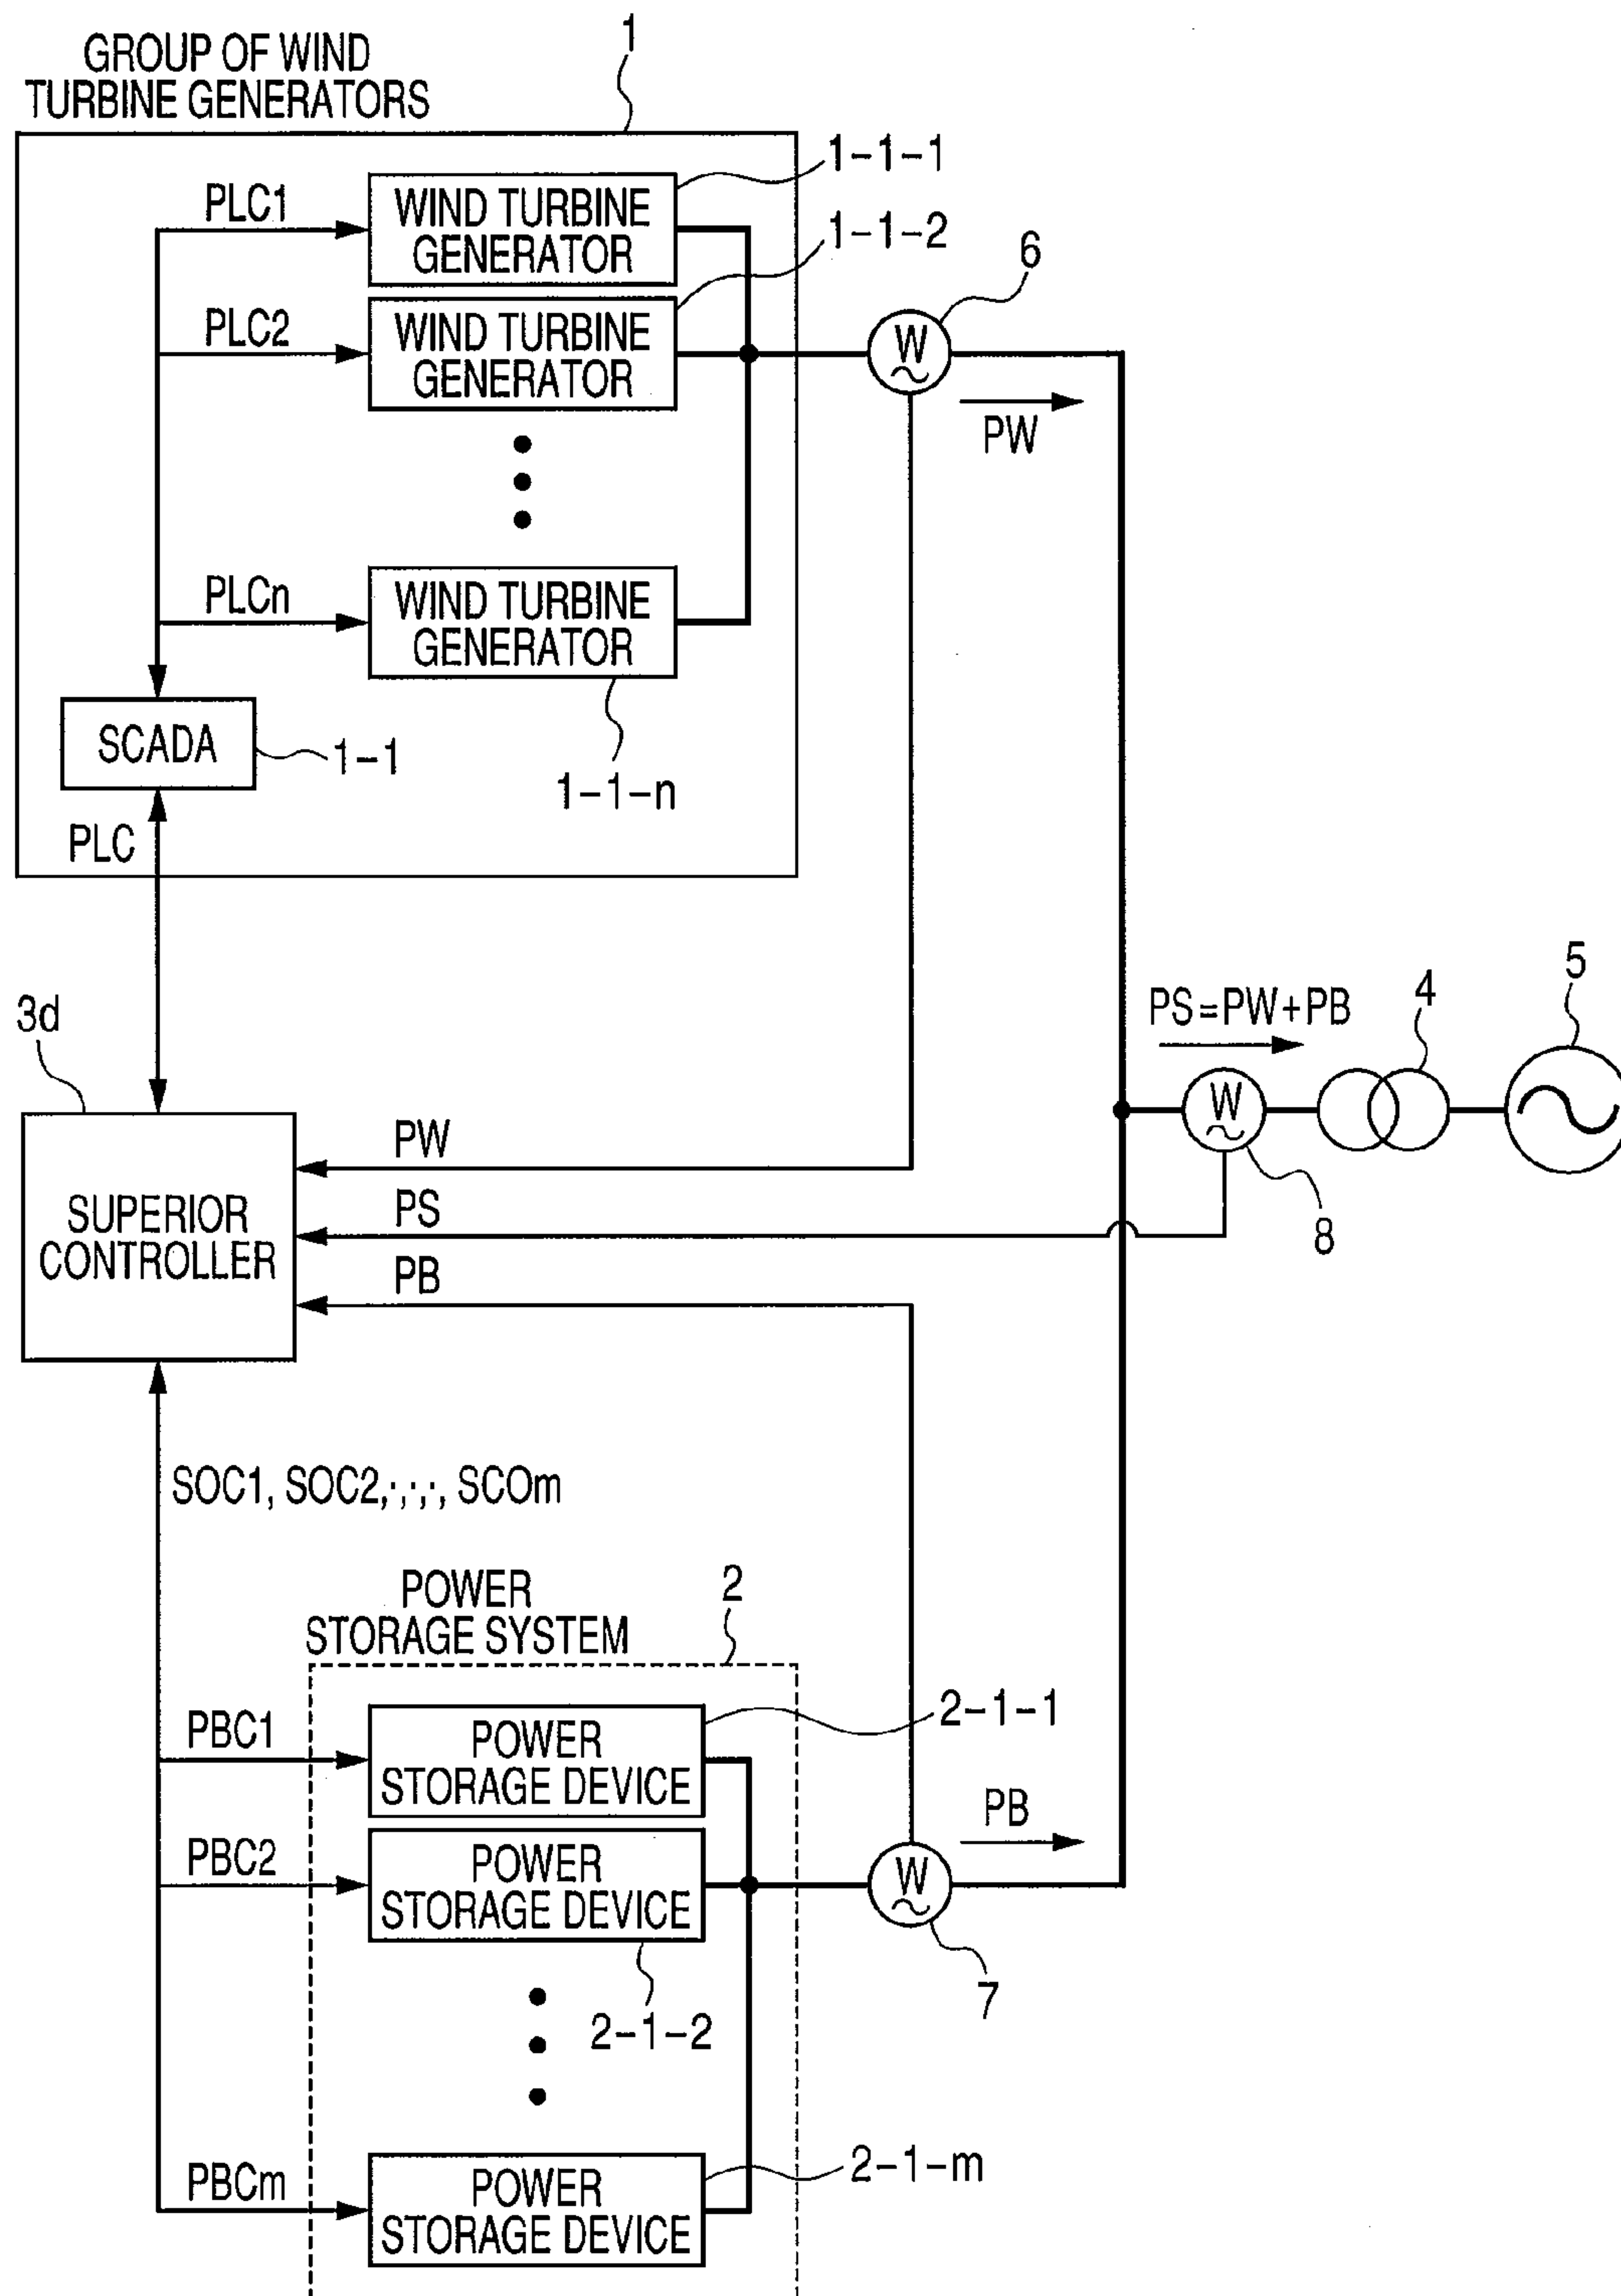 GROUP OF WIND
TURBINE GENERATORS
1
PLC1
WIND TURBINE
GENERATOR
1-1-1
PLC2
WIND TURBINE
GENERATOR
1-1-2
6
W
PW
PLCn
WIND TURBINE
GENERATOR
1-1-n
SCADA
1-1
PLC
3d
SUPERIOR
CONTROLLER
PW
PS
PB
PS=PW+PB
4
5
W
8
SOC1, SOC2,·,·,·, SCOm
POWER
STORAGE SYSTEM
2
PBC1
POWER
STORAGE DEVICE
2-1-1
PBC2
POWER
STORAGE DEVICE
2-1-2
PB
W
7
PBCm
POWER
STORAGE DEVICE
2-1-m